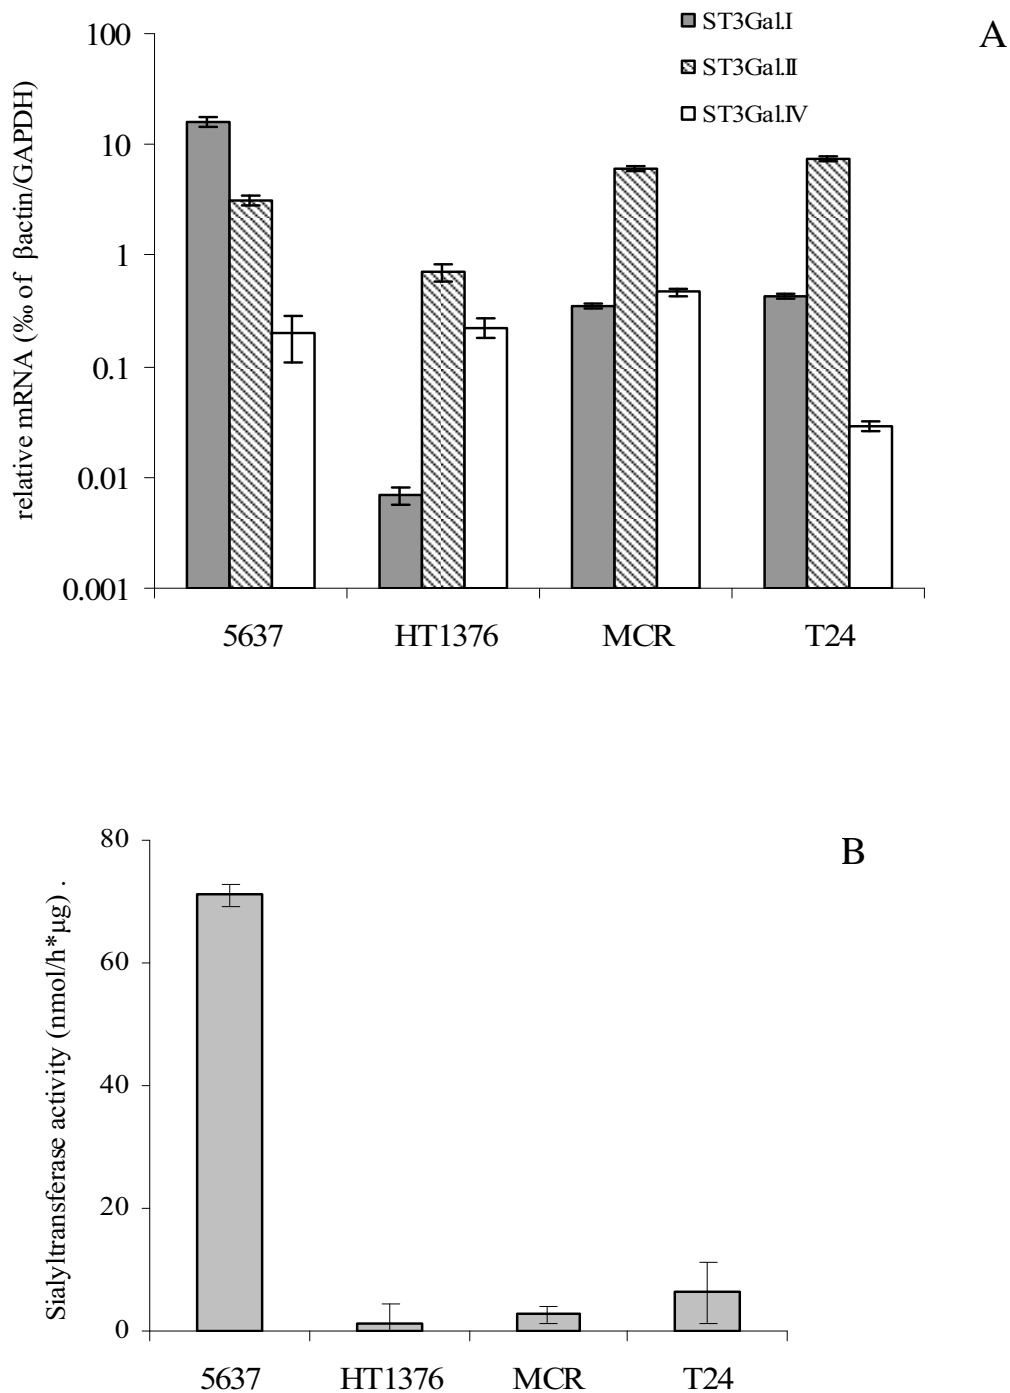 A
ST3Gal.I
ST3Gal.II
ST3Gal.IV
relative mRNA (‰ of βactin/GAPDH)
100
10
1
0.1
0.01
0.001
5637 HT1376 MCR T24
B
Sialyltransferase activity (nmol/h*µg) .
80
60
40
20
0
5637 HT1376 MCR T24